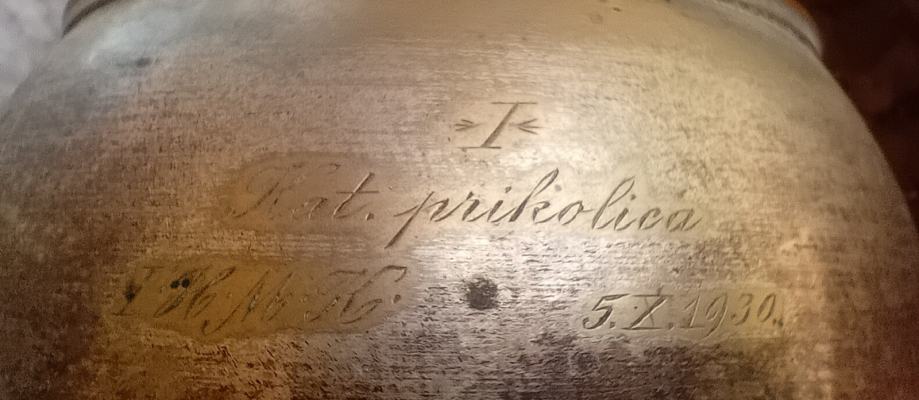 I
Kat. prikolica
I H. M. K. 5.X.1930.